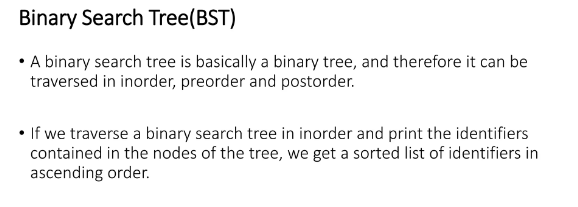 Binary Search Tree(BST)
• A binary search tree is basically a binary tree, and therefore it can be
traversed in inorder, preorder and postorder.
• If we traverse a binary search tree in inorder and print the identifiers
contained in the nodes of the tree, we get a sorted list of identifiers in
ascending order.